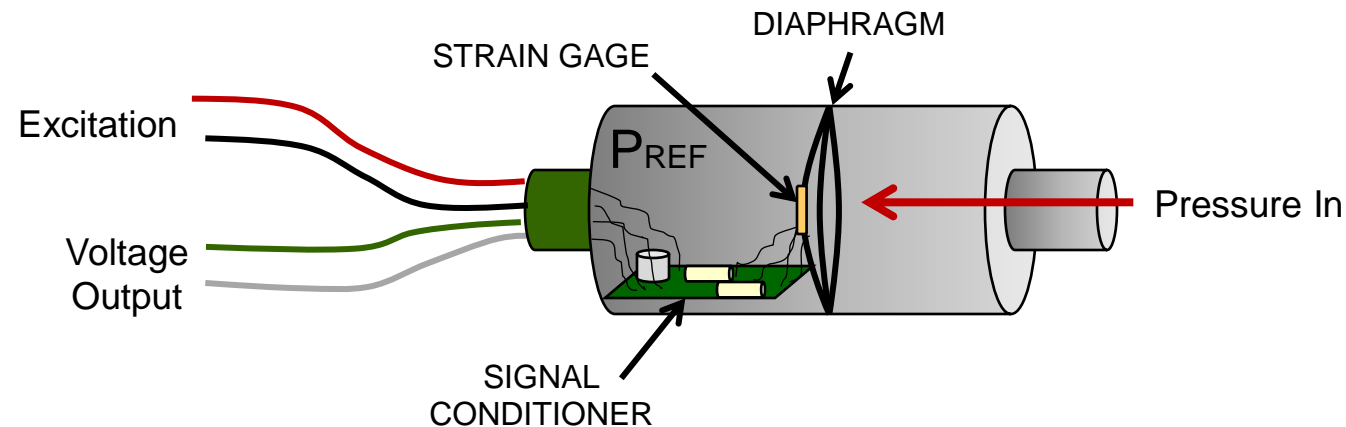 DIAPHRAGM
STRAIN GAGE
Excitation
PREF
Pressure In
Voltage
Output
SIGNAL
CONDITIONER